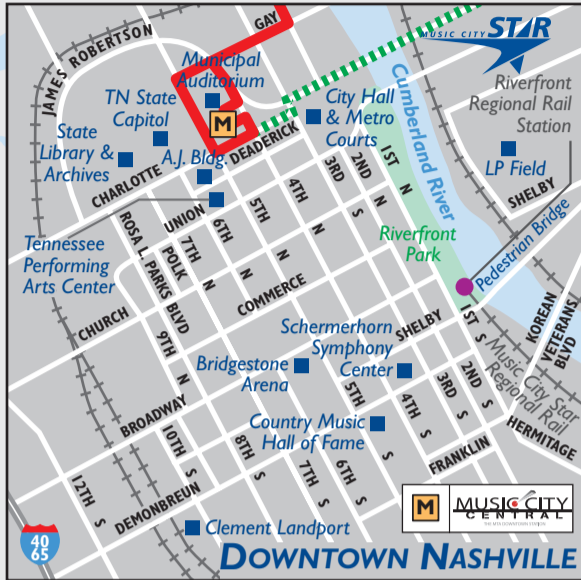 GAY
MUSIC CITY STAR
JAMES ROBERTSON
Municipal
Auditorium
Riverfront
Regional Rail
Station
TN State
Capitol
City Hall
& Metro
Courts
M
State
Library &
Archives
A.J. Bldg.
DEADERICK
LP Field
CHARLOTTE
Cumberland River
1ST N
2ND N
3RD
S
4TH
N
5TH
N
6TH
N
7TH
N
UNION
POLK
ROSA L. PARKS BLVD
SHELBY
Riverfront
Park
Pedestrian Bridge
Tennessee
Performing
Arts Center
COMMERCE
CHURCH
9TH N
Schermerhorn
Symphony
Center
SHELBY
1ST S
KOREAN
VETERANS
BLVD
Music City Star
Regional Rail
Bridgestone
Arena
BROADWAY
5TH
S
4TH
S
3RD
S
2ND
S
Country Music
Hall of Fame
HERMITAGE
FRANKLIN
10TH
S
8TH
S
7TH
S
6TH
S
12TH
S
DEMONBREUN
M
MUSIC CITY
CENTRAL
THE MTA DOWNTOWN STATION
Clement Landport
40
65
DOWNTOWN NASHVILLE